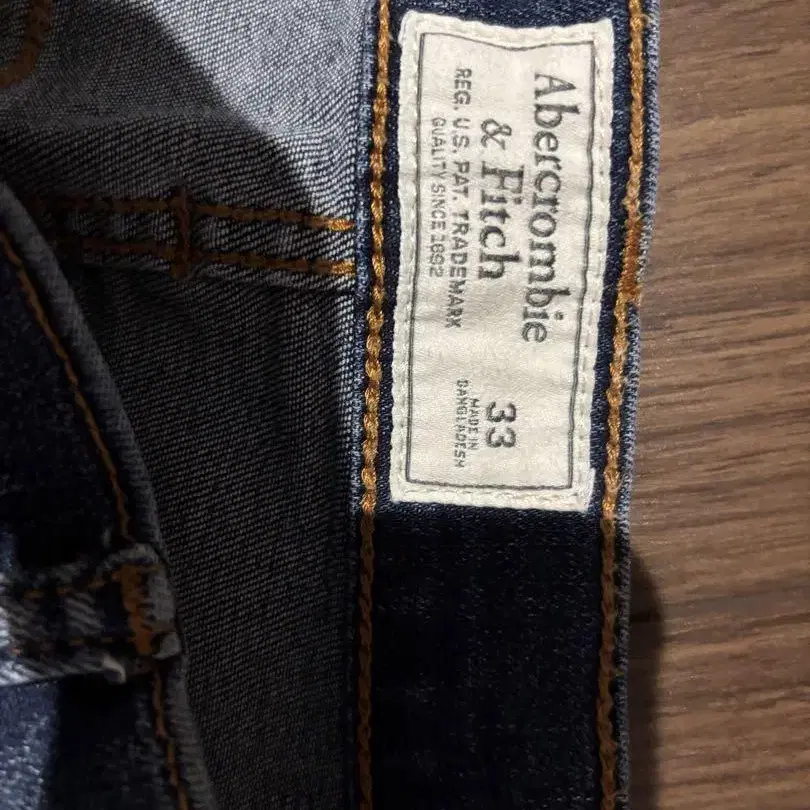 Abercrombie
& Fitch
REG. U.S. PAT. TRADEMARK
QUALITY SINCE 1892
33
MADE IN
BANGLADESH